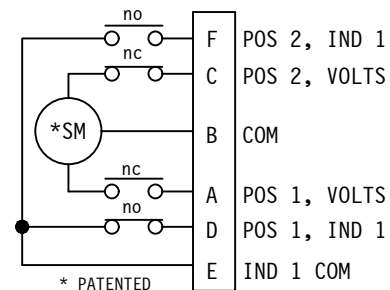 no
F POS 2, IND 1
nc
C POS 2, VOLTS
*SM
B COM
nc
A POS 1, VOLTS
no
D POS 1, IND 1
E IND 1 COM
* PATENTED